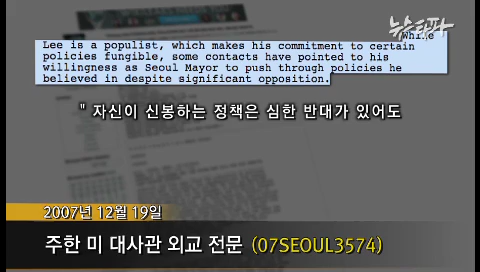 뉴스타파
While
Lee is a populist, which makes his commitment to certain
policies fungible, some contacts have pointed to his
willingness as Seoul Mayor to push through policies he
believed in despite significant opposition.
" 자신이 신봉하는 정책은 심한 반대가 있어도
2007년 12월 19일
주한 미 대사관 외교 전문 (07SEOUL3574)